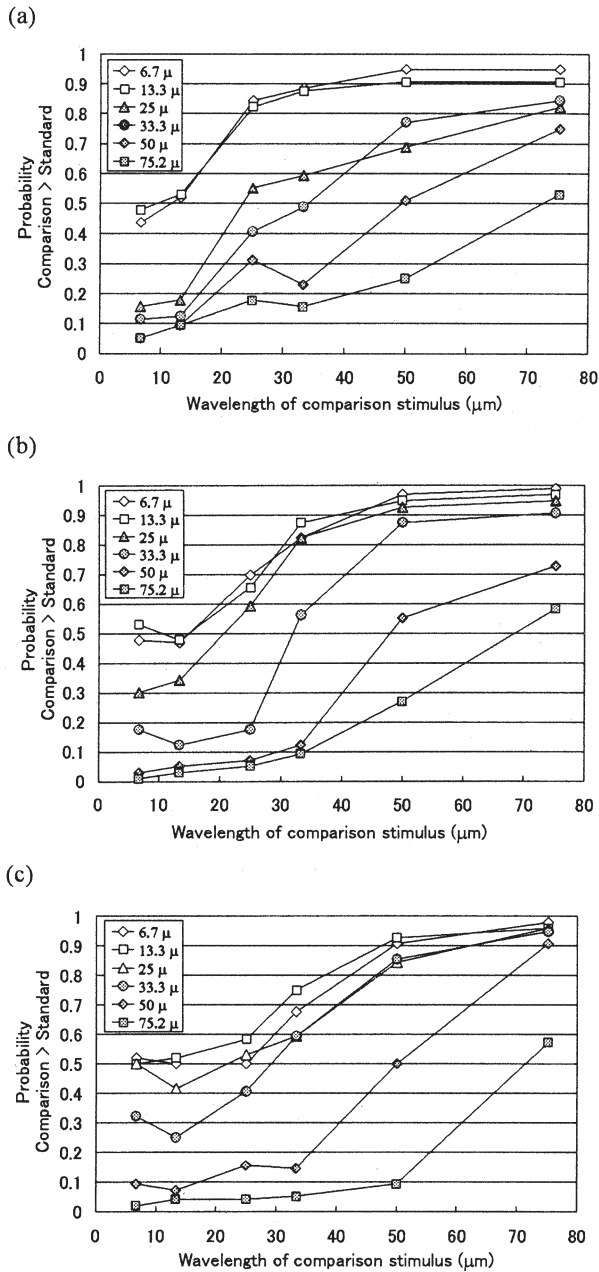 (a)
Probability
Comparison > Standard
1
0.9
0.8
0.7
0.6
0.5
0.4
0.3
0.2
0.1
0
6.7 μ
13.3 μ
25 μ
33.3 μ
50 μ
75.2 μ
0 10 20 30 40 50 60 70 80
Wavelength of comparison stimulus (μm)
(b)
Probability
Comparison > Standard
1
0.9
0.8
0.7
0.6
0.5
0.4
0.3
0.2
0.1
0
6.7 μ
13.3 μ
25 μ
33.3 μ
50 μ
75.2 μ
0 10 20 30 40 50 60 70 80
Wavelength of comparison stimulus (μm)
(c)
Probability
Comparison > Standard
1
0.9
0.8
0.7
0.6
0.5
0.4
0.3
0.2
0.1
0
6.7 μ
13.3 μ
25 μ
33.3 μ
50 μ
75.2 μ
0 10 20 30 40 50 60 70 80
Wavelength of comparison stimulus (μm)